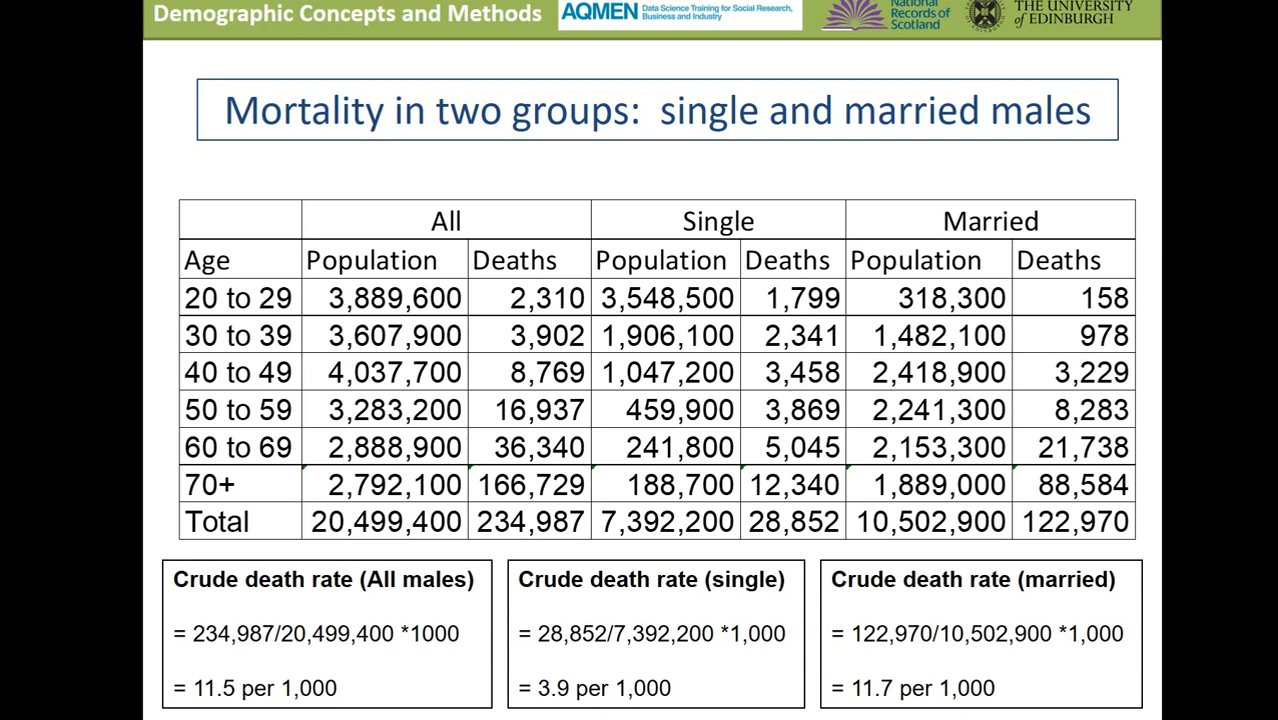 Demographic Concepts and Methods
AQMEN Data Science Training for Social Research,
Business and Industry
National
Records of
Scotland
THE UNIVERSITY
of EDINBURGH
Mortality in two groups: single and married males
All Single Married
Age Population Deaths Population Deaths Population Deaths
20 to 29 3,889,600 2,310 3,548,500 1,799 318,300 158
30 to 39 3,607,900 3,902 1,906,100 2,341 1,482,100 978
40 to 49 4,037,700 8,769 1,047,200 3,458 2,418,900 3,229
50 to 59 3,283,200 16,937 459,900 3,869 2,241,300 8,283
60 to 69 2,888,900 36,340 241,800 5,045 2,153,300 21,738
70+ 2,792,100 166,729 188,700 12,340 1,889,000 88,584
Total 20,499,400 234,987 7,392,200 28,852 10,502,900 122,970
Crude death rate (All males)
= 234,987/20,499,400 *1000
= 11.5 per 1,000
Crude death rate (single)
= 28,852/7,392,200 *1,000
= 3.9 per 1,000
Crude death rate (married)
= 122,970/10,502,900 *1,000
= 11.7 per 1,000